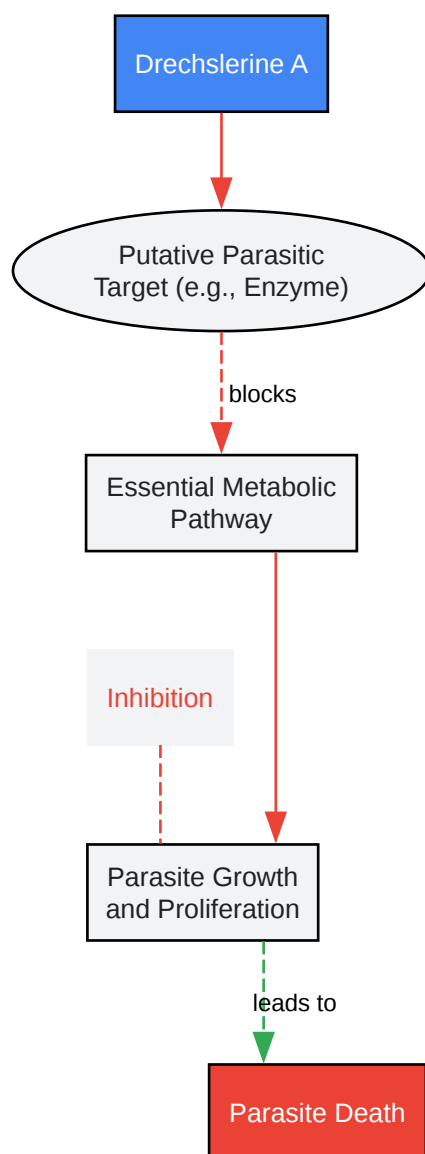 Drechslerine A
Putative Parasitic
Target (e.g., Enzyme)
blocks
Essential Metabolic
Pathway
Inhibition
Parasite Growth
and Proliferation
leads to
Parasite Death